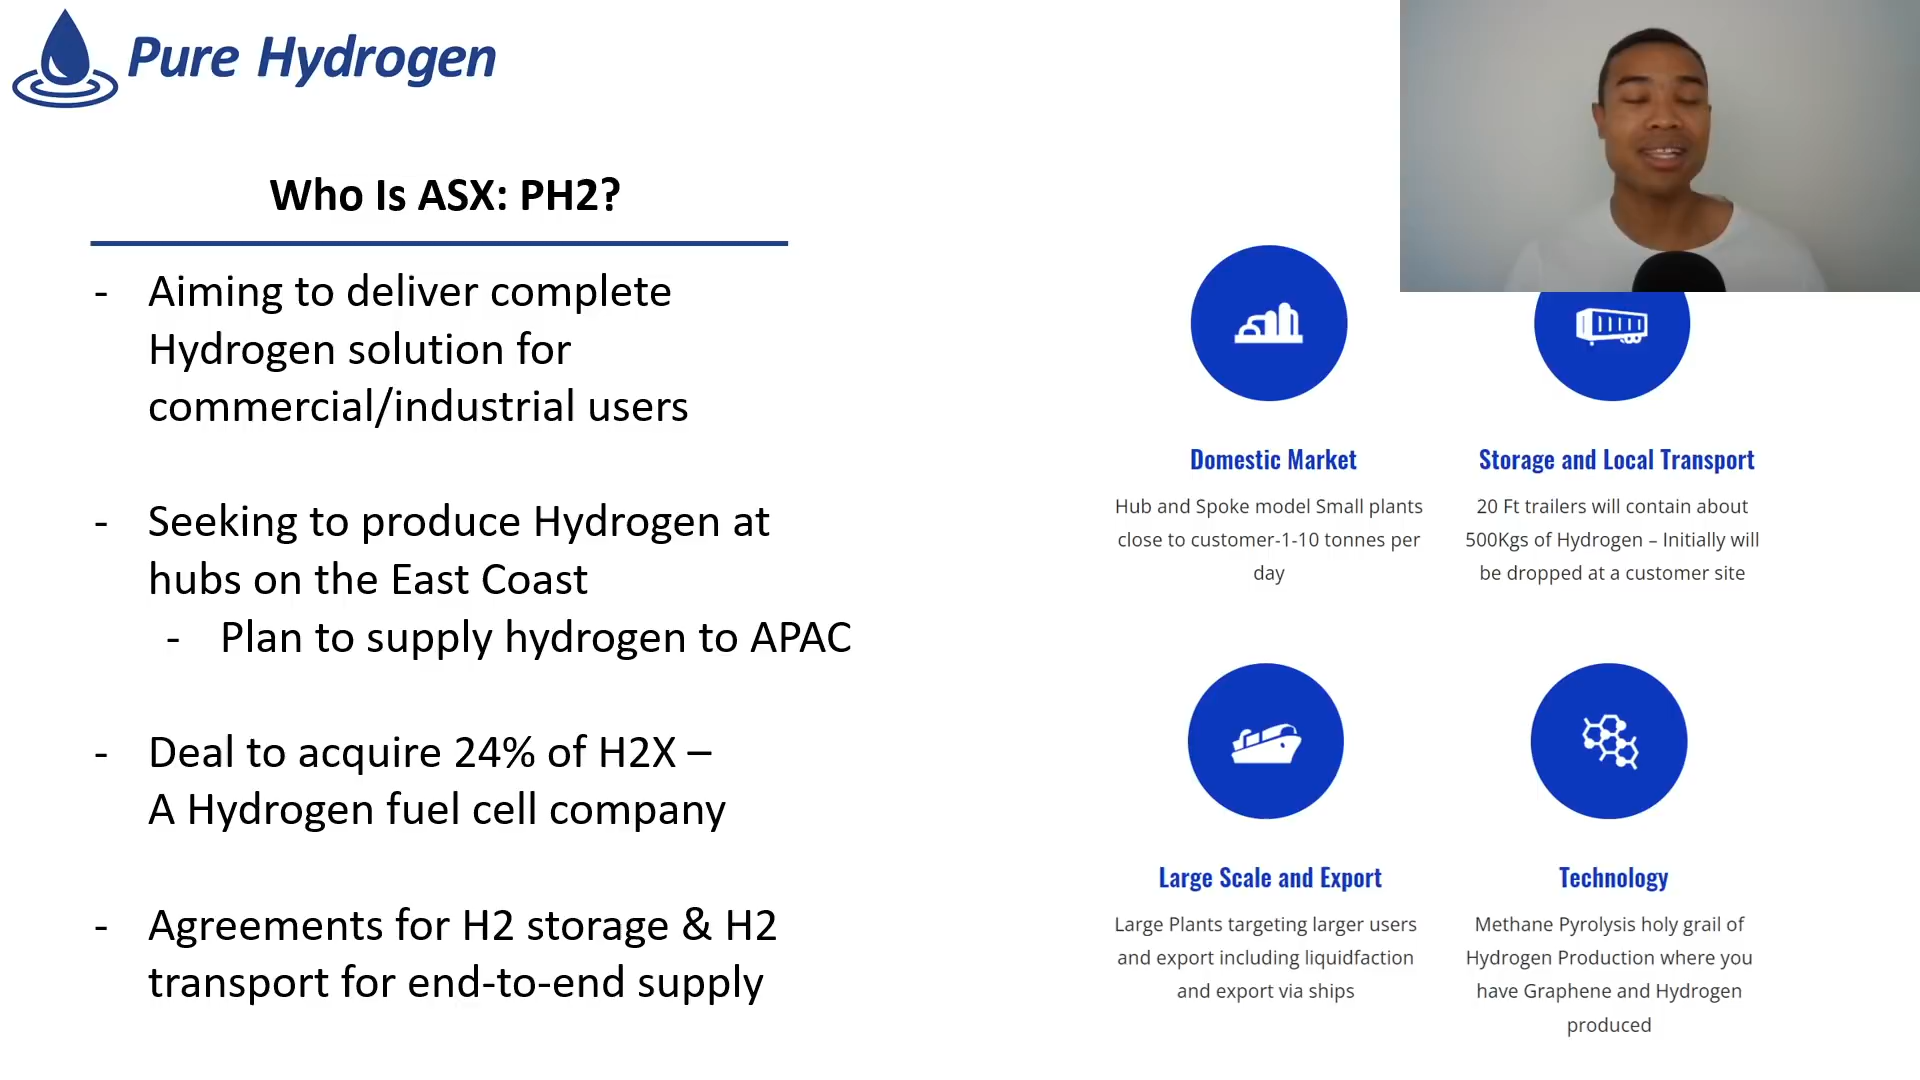 Pure Hydrogen
Who Is ASX: PH2?
- Aiming to deliver complete
Hydrogen solution for
commercial/industrial users
- Seeking to produce Hydrogen at
hubs on the East Coast
- Plan to supply hydrogen to APAC
- Deal to acquire 24% of H2X –
A Hydrogen fuel cell company
- Agreements for H2 storage & H2
transport for end-to-end supply
Domestic Market
Hub and Spoke model Small plants
close to customer-1-10 tonnes per
day
Storage and Local Transport
20 Ft trailers will contain about
500Kgs of Hydrogen – Initially will
be dropped at a customer site
Large Scale and Export
Large Plants targeting larger users
and export including liquidfaction
and export via ships
Technology
Methane Pyrolysis holy grail of
Hydrogen Production where you
have Graphene and Hydrogen
produced